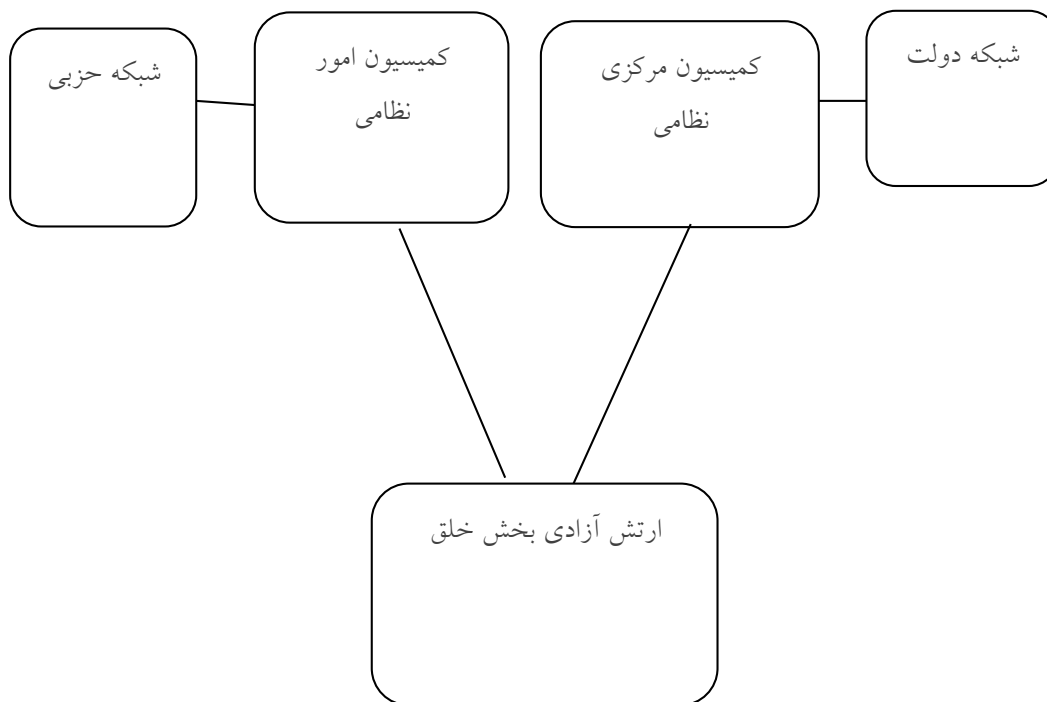 شبکه دولت
کمیسیون مرکزی
نظامی
کمیسیون امور
نظامی
شبکه حزبی
ارتش آزادی بخش خلق